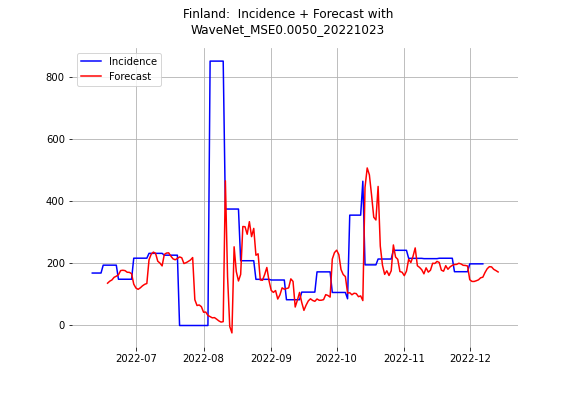 Finland:  Incidence + Forecast with
WaveNet_MSE0.0050_20221023
Incidence
Forecast
800
600
400
200
0
2022-07 2022-08 2022-09 2022-10 2022-11 2022-12